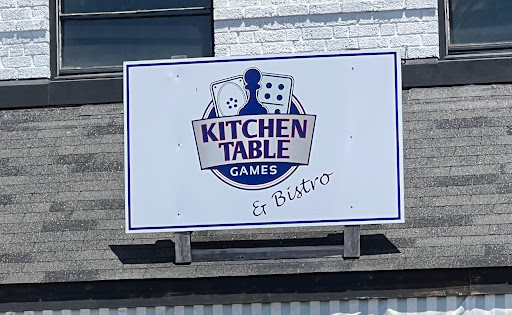 KITCHEN
TABLE
GAMES
& Bistro